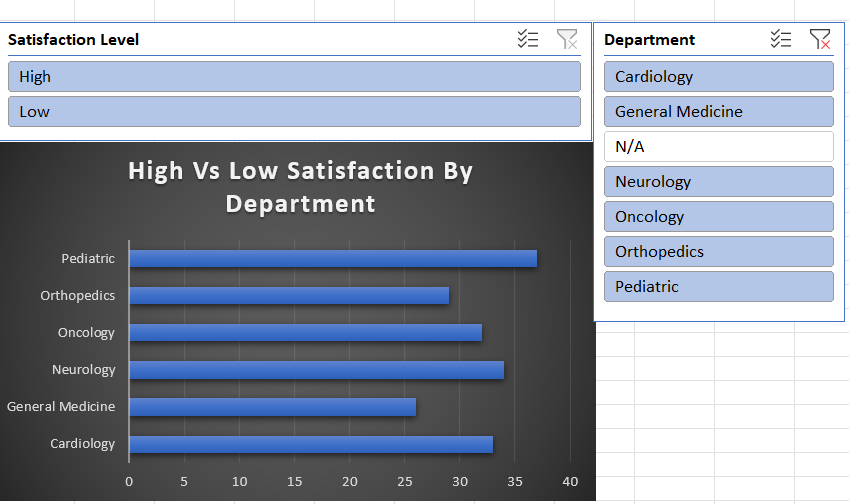 Satisfaction Level
High
Low
Department
Cardiology
General Medicine
N/A
Neurology
Oncology
Orthopedics
Pediatric
High Vs Low Satisfaction By
Department
Pediatric
Orthopedics
Oncology
Neurology
General Medicine
Cardiology
0 5 10 15 20 25 30 35 40